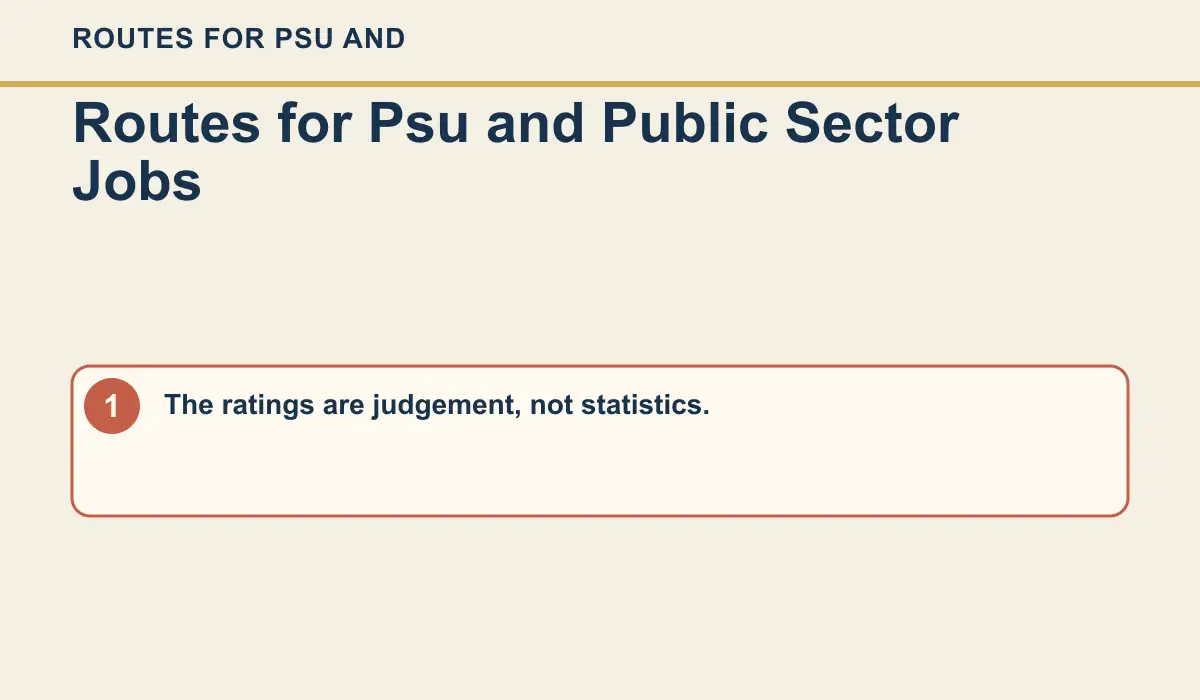 ROUTES FOR PSU AND
Routes for Psu and Public Sector
Jobs
1 The ratings are judgement, not statistics.